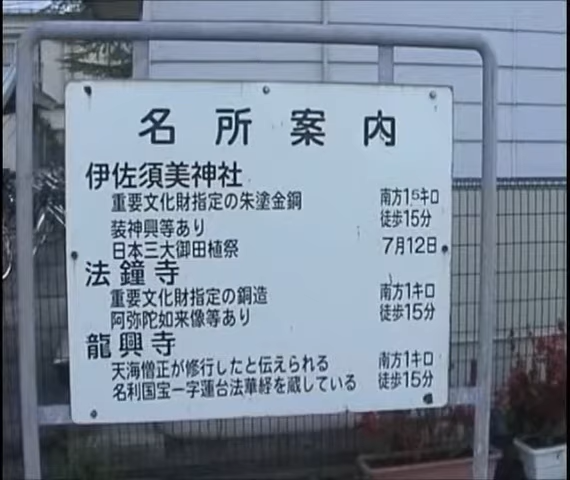 名所案内
伊佐須美神社
重要文化財指定の朱塗金鋼 南方1.5キロ
装神興等あり 徒歩15分
日本三大御田植祭 7月12日
法鐘寺
重要文化財指定の銅造 南方1キロ
阿弥陀如来像等あり 徒歩15分
龍興寺
天海僧正が修行したと伝えられる 南方1キロ
名刹国宝一字蓮台法華経を蔵している 徒歩15分